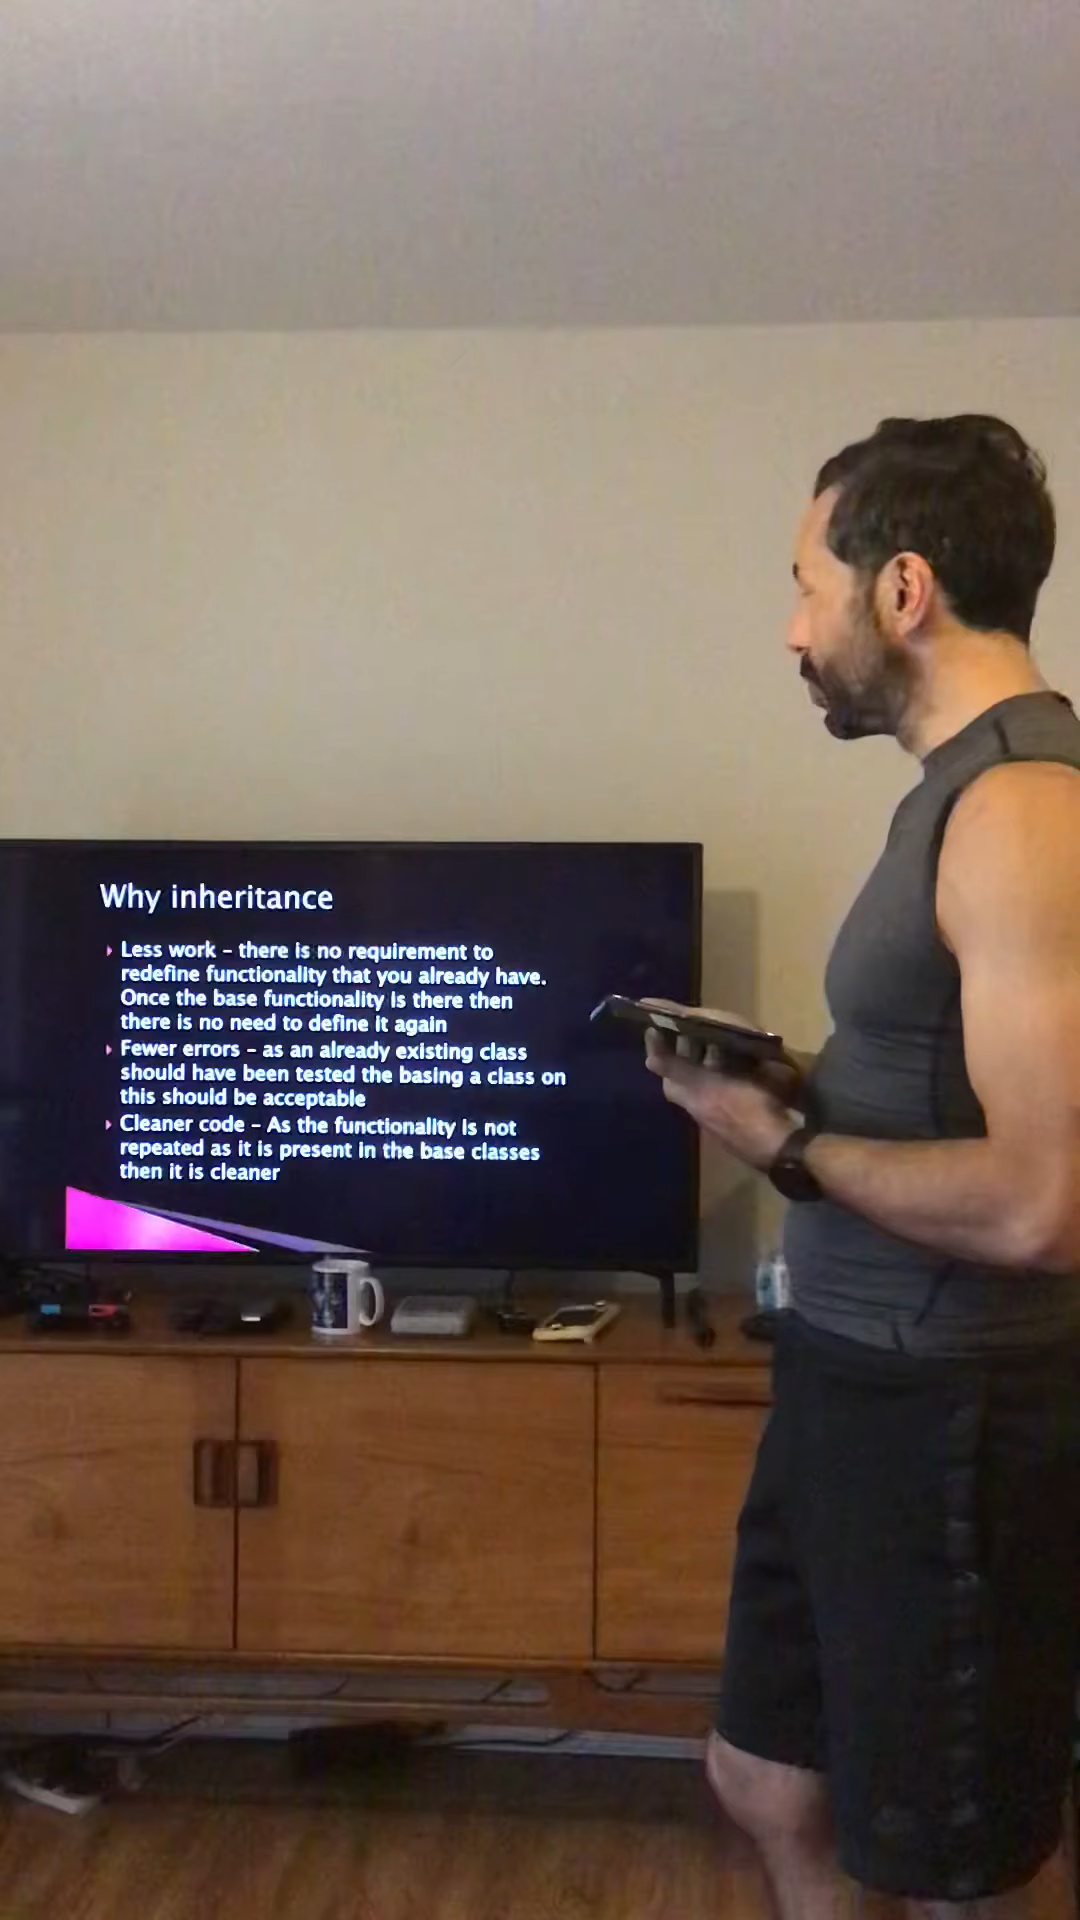 Why inheritance
Less work – there is no requirement to
redefine functionality that you already have.
Once the base functionality is there then
there is no need to define it again
Fewer errors – as an already existing class
should have been tested the basing a class on
this should be acceptable
Cleaner code – As the functionality is not
repeated as it is present in the base classes
then it is cleaner